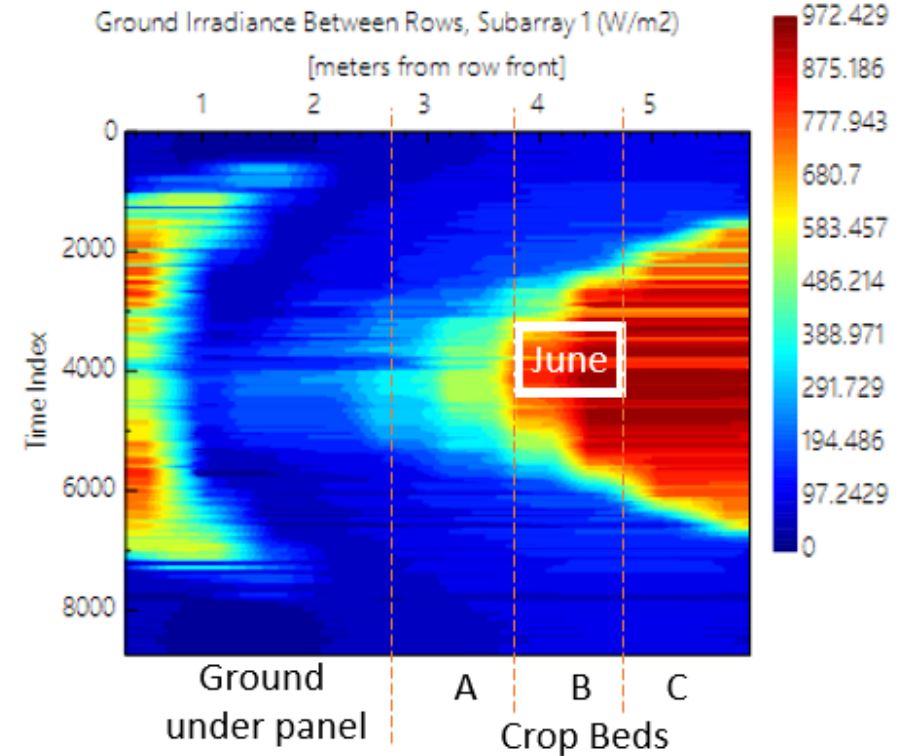 Ground Irradiance Between Rows, Subarray 1 (W/m2)
[meters from row front]
1 2 3 4 5
972.429
875.186
777.943
680.7
583.457
486.214
388.971
291.729
194.486
97.2429
0
Time Index
0
2000
4000
6000
8000
June
Ground
under panel
A B C
Crop Beds